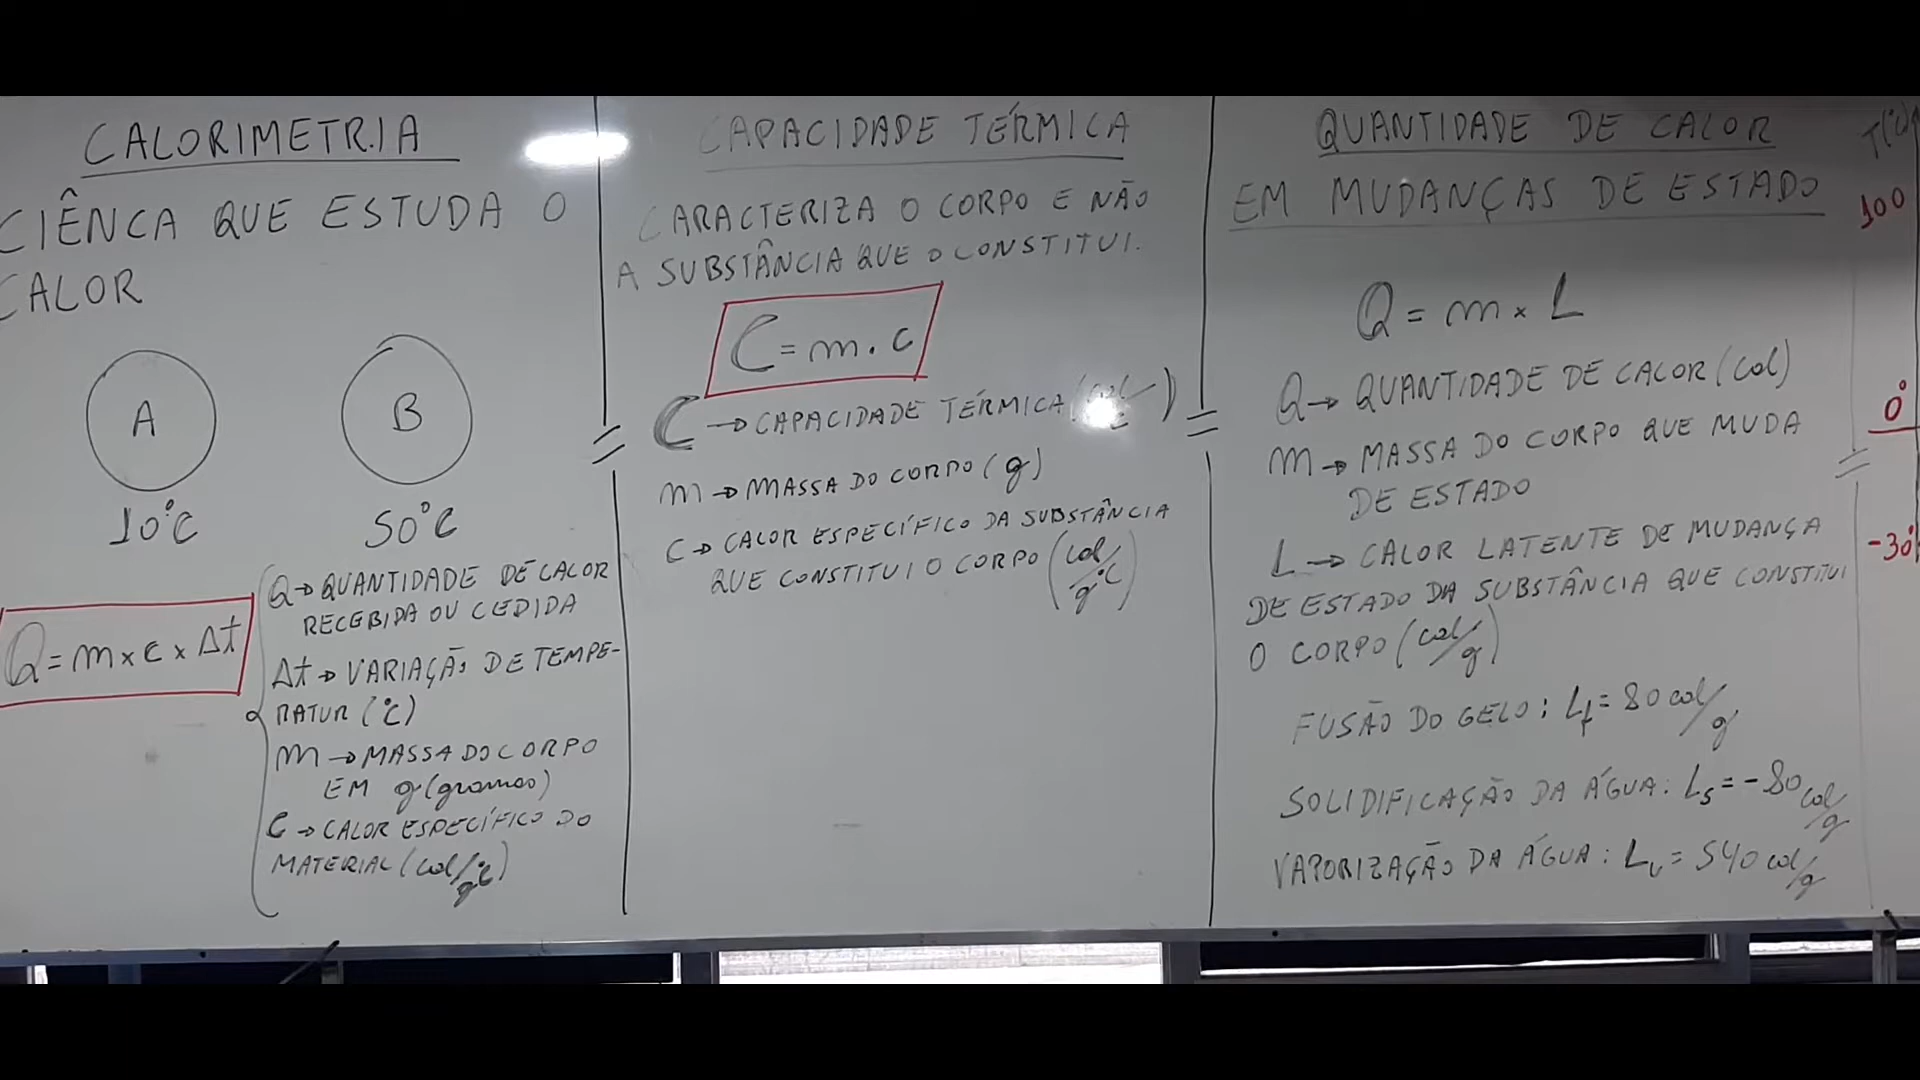 CALORIMETRIA
CIÊNCA QUE ESTUDA O
CALOR
A
B
10°C
50°C
Q = m x c x Δt
Q → QUANTIDADE DE CALOR
RECEBIDA OU CEDIDA
Δt → VARIAÇÃO DE TEMPE-
RATUR (°C)
m → MASSA DO CORPO
EM g (gramas)
C → CALOR ESPECÍFICO DO
MATERIAL (cal/g°C)
CAPACIDADE TÉRMICA
CARACTERIZA O CORPO E NÃO
A SUBSTÂNCIA QUE O CONSTITUI.
C = m . c
C → CAPACIDADE TÉRMICA
m → MASSA DO CORPO (g)
C → CALOR ESPECÍFICO DA SUBSTÂNCIA
QUE CONSTITUI O CORPO (cal/g°C)
QUANTIDADE DE CALOR
EM MUDANÇAS DE ESTADO
Q = m x L
Q → QUANTIDADE DE CALOR (cal)
m → MASSA DO CORPO QUE MUDA
DE ESTADO
L → CALOR LATENTE DE MUDANÇA
DE ESTADO DA SUBSTÂNCIA QUE CONSTITUI
O CORPO (cal/g)
FUSÃO DO GELO: Lf = 80 cal/g
SOLIDIFICAÇÃO DA ÁGUA: Ls = -80 cal/g
VAPORIZAÇÃO DA ÁGUA: Lv = 540 cal/g
100
0°
-30°